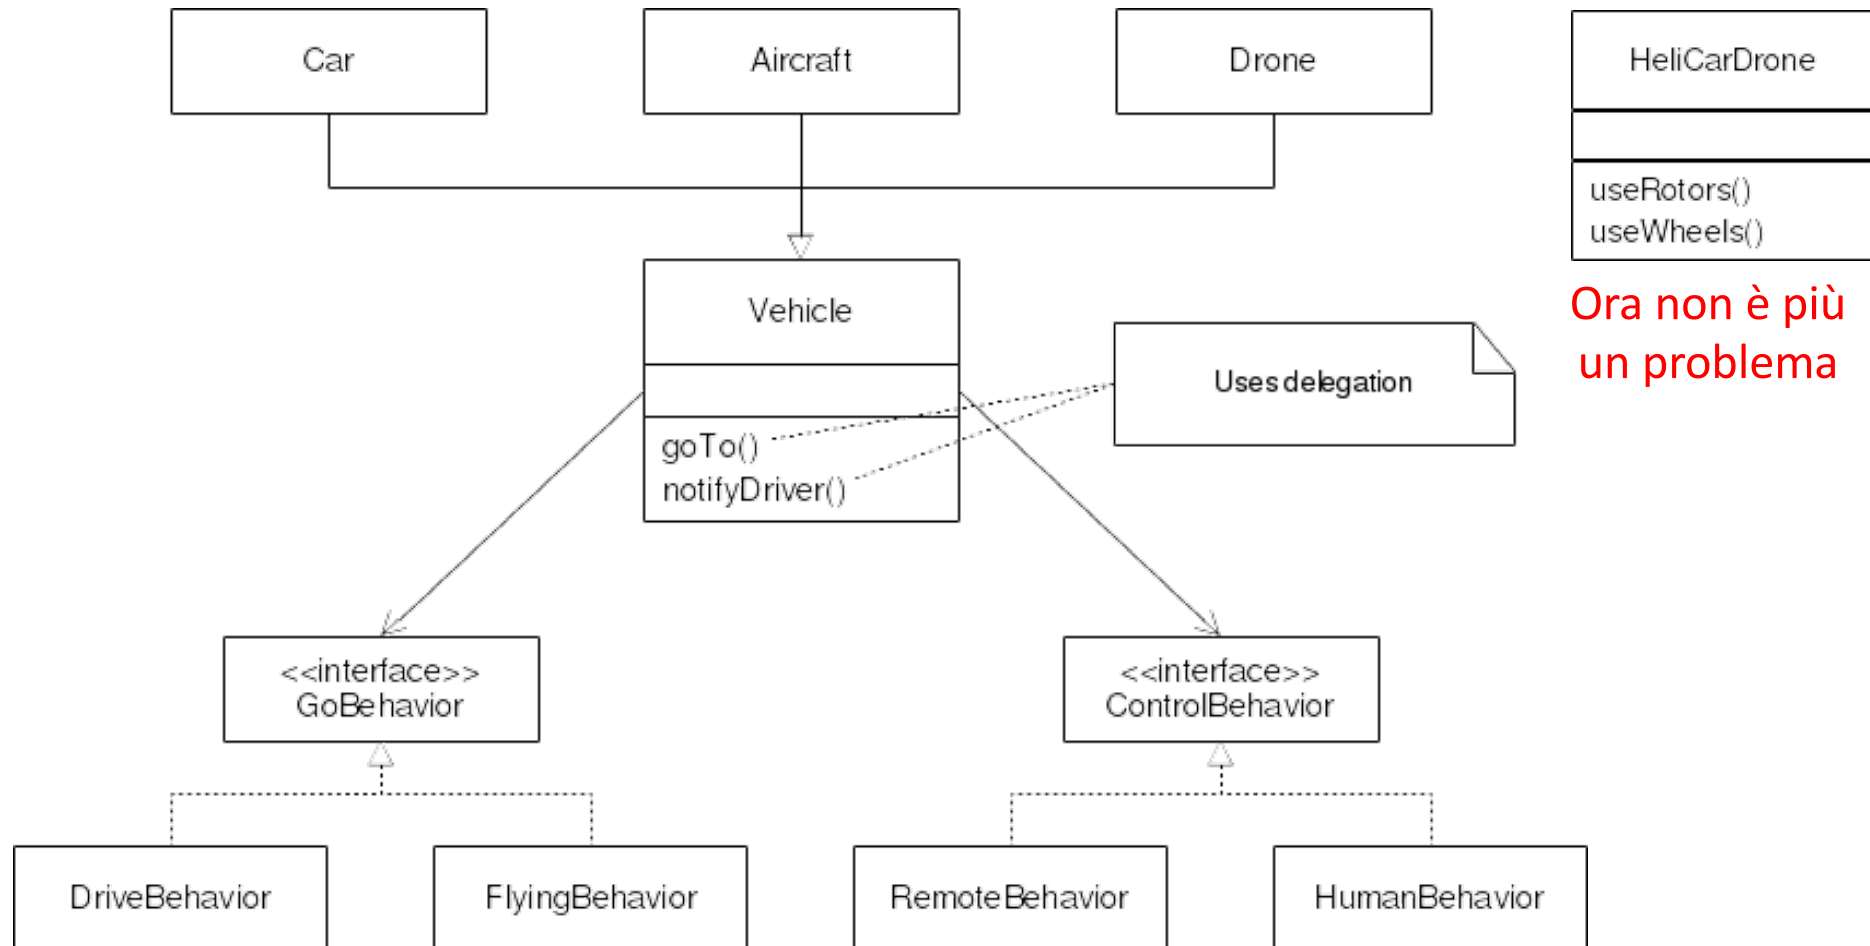 Car
Aircraft
Drone
HeliCarDrone
useRotors()
useWheels()
Ora non è più
un problema
Vehicle
goTo()
notifyDriver()
Uses delegation
<<interface>>
GoBehavior
<<interface>>
ControlBehavior
DriveBehavior
FlyingBehavior
RemoteBehavior
HumanBehavior